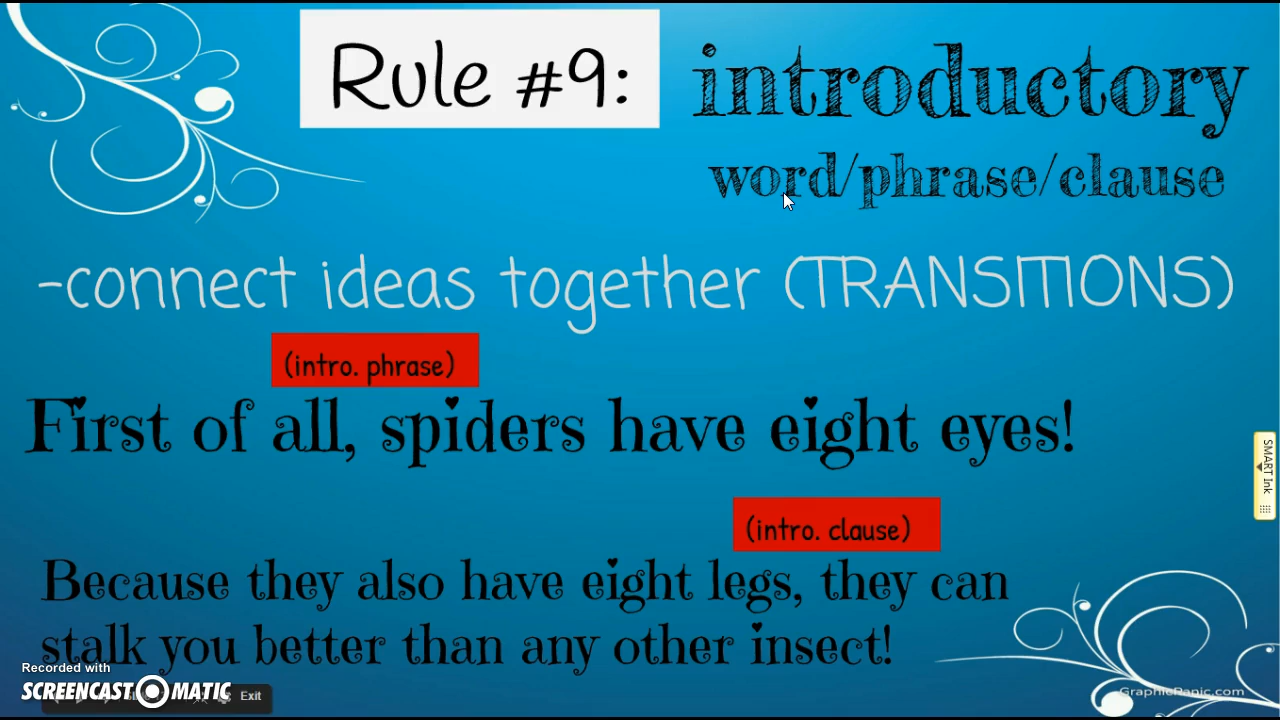 Rule #9:
introductory
word/phrase/clause
-connect ideas together (TRANSITIONS)
(intro. phrase)
First of all, spiders have eight eyes!
(intro. clause)
Because they also have eight legs, they can
stalk you better than any other insect!
SMART Ink
Recorded with
SCREENCAST MATIC
Exit
GraphicPanic.com